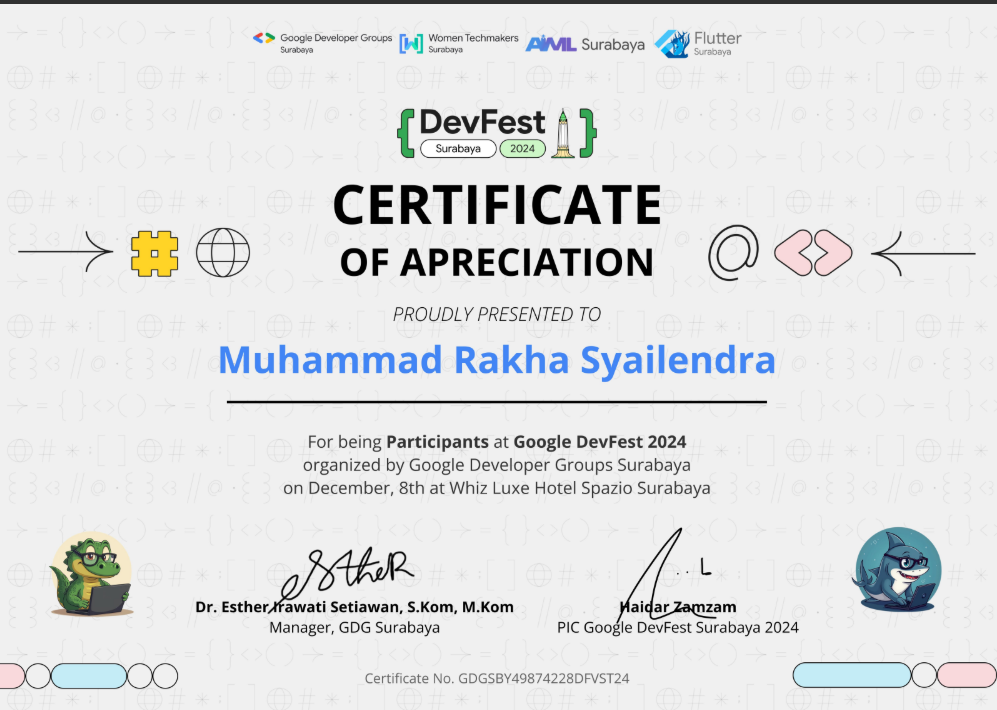 Google Developer Groups
Surabaya
Women Techmakers
Surabaya
AIML Surabaya
Flutter
Surabaya
DevFest
Surabaya 2024
CERTIFICATE
OF APRECIATION
PROUDLY PRESENTED TO
Muhammad Rakha Syailendra
For being Participants at Google DevFest 2024
organized by Google Developer Groups Surabaya
on December, 8th at Whiz Luxe Hotel Spazio Surabaya
EstheR
Dr. Esther Irawati Setiawan, S.Kom, M.Kom
Manager, GDG Surabaya
Haidar Zamzam
PIC Google DevFest Surabaya 2024
Certificate No. GDGSBY49874228DFVST24